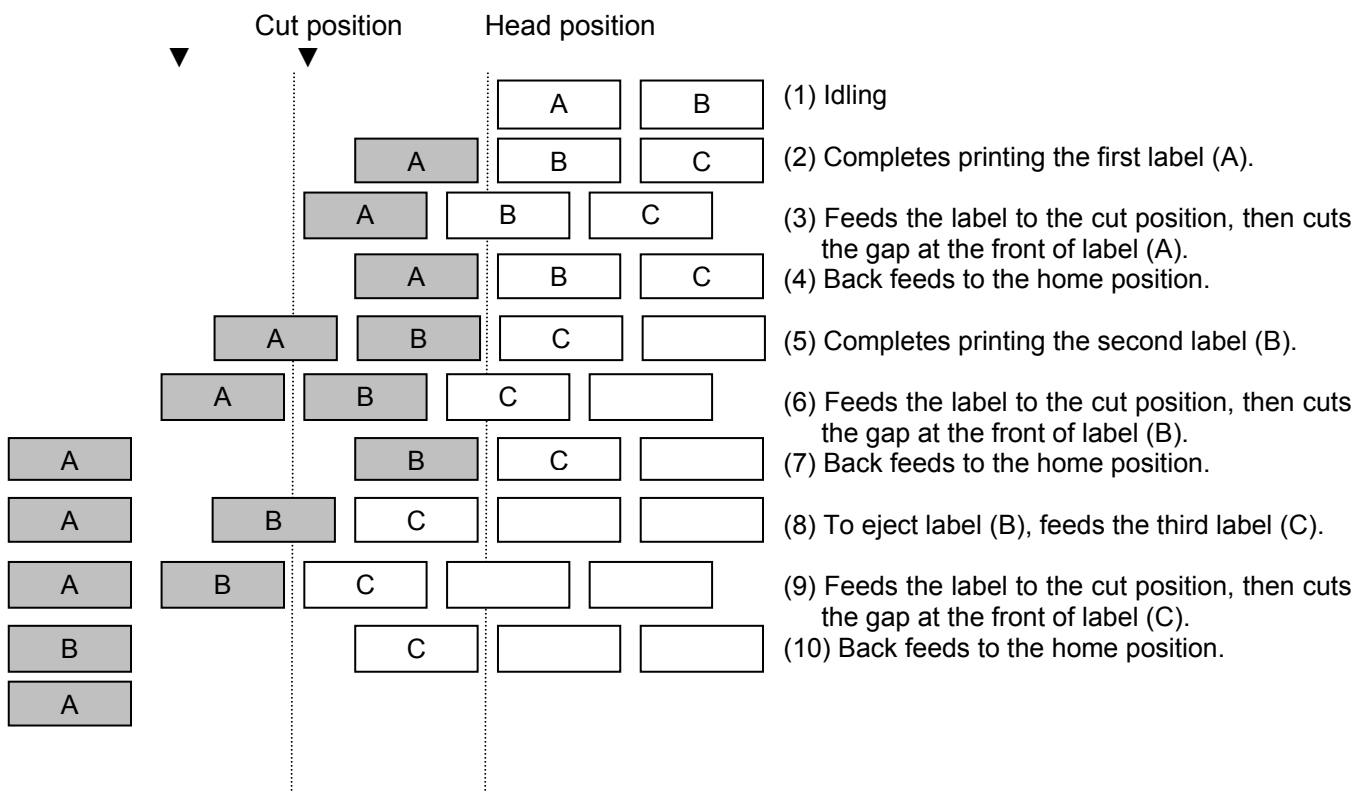 Cut position Head position
▼ ▼
A B (1) Idling
A B C (2) Completes printing the first label (A).
A B C (3) Feeds the label to the cut position, then cuts
the gap at the front of label (A).
A B C (4) Back feeds to the home position.
A B C (5) Completes printing the second label (B).
A B C (6) Feeds the label to the cut position, then cuts
the gap at the front of label (B).
A B C (7) Back feeds to the home position.
A B C (8) To eject label (B), feeds the third label (C).
A B C (9) Feeds the label to the cut position, then cuts
the gap at the front of label (C).
B C (10) Back feeds to the home position.
A